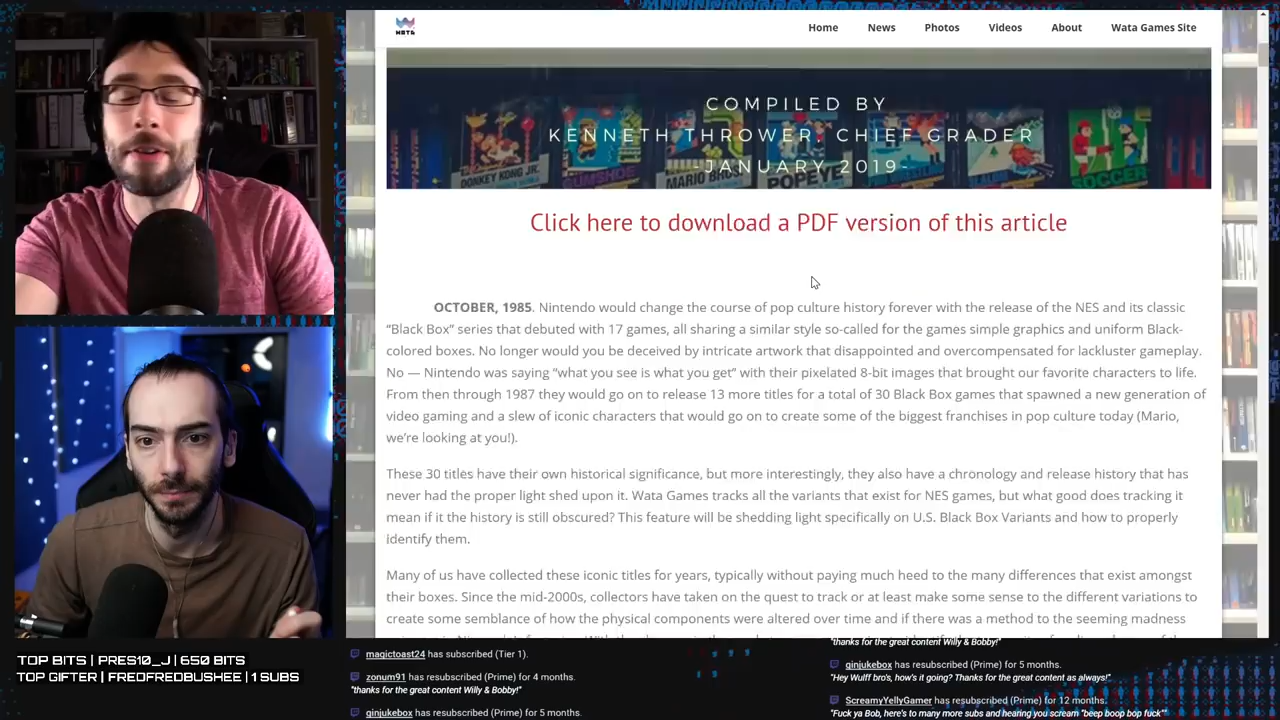 WATA
Home News Photos Videos About Wata Games Site
COMPILED BY
KENNETH THROWER, CHIEF GRADER
-JANUARY 2019-
DONKEY KONG JR.
GUMSHOE
MARIO BROS.
POPEYE
SOCCER
Click here to download a PDF version of this article
OCTOBER, 1985. Nintendo would change the course of pop culture history forever with the release of the NES and its classic
“Black Box” series that debuted with 17 games, all sharing a similar style so-called for the games simple graphics and uniform Black-
colored boxes. No longer would you be deceived by intricate artwork that disappointed and overcompensated for lackluster gameplay.
No — Nintendo was saying “what you see is what you get” with their pixelated 8-bit images that brought our favorite characters to life.
From then through 1987 they would go on to release 13 more titles for a total of 30 Black Box games that spawned a new generation of
video gaming and a slew of iconic characters that would go on to create some of the biggest franchises in pop culture today (Mario,
we’re looking at you!).
These 30 titles have their own historical significance, but more interestingly, they also have a chronology and release history that has
never had the proper light shed upon it. Wata Games tracks all the variants that exist for NES games, but what good does tracking it
mean if it the history is still obscured? This feature will be shedding light specifically on U.S. Black Box Variants and how to properly
identify them.
Many of us have collected these iconic titles for years, typically without paying much heed to the many differences that exist amongst
their boxes. Since the mid-2000s, collectors have taken on the quest to track or at least make some sense to the different variations to
create some semblance of how the physical components were altered over time and if there was a method to the seeming madness
TOP BITS | PRES10_J | 650 BITS
TOP GIFTER | FREDFREDBUSHEE | 1 SUBS
magictoast24 has subscribed (Tier 1).
zonum91 has resubscribed (Prime) for 4 months.
"thanks for the great content Willy & Bobby!"
ginjukebox has resubscribed (Prime) for 5 months.
"thanks for the great content Willy & Bobby!"
ginjukebox has resubscribed (Prime) for 5 months.
"Hey Wulff bro's, how's it going? Thanks for the great content as always!"
ScreamyYellyGamer has resubscribed (Prime) for 12 months.
"Fuck ya Bob, here's to many more subs and hearing you scream "beep boop bop fuck""